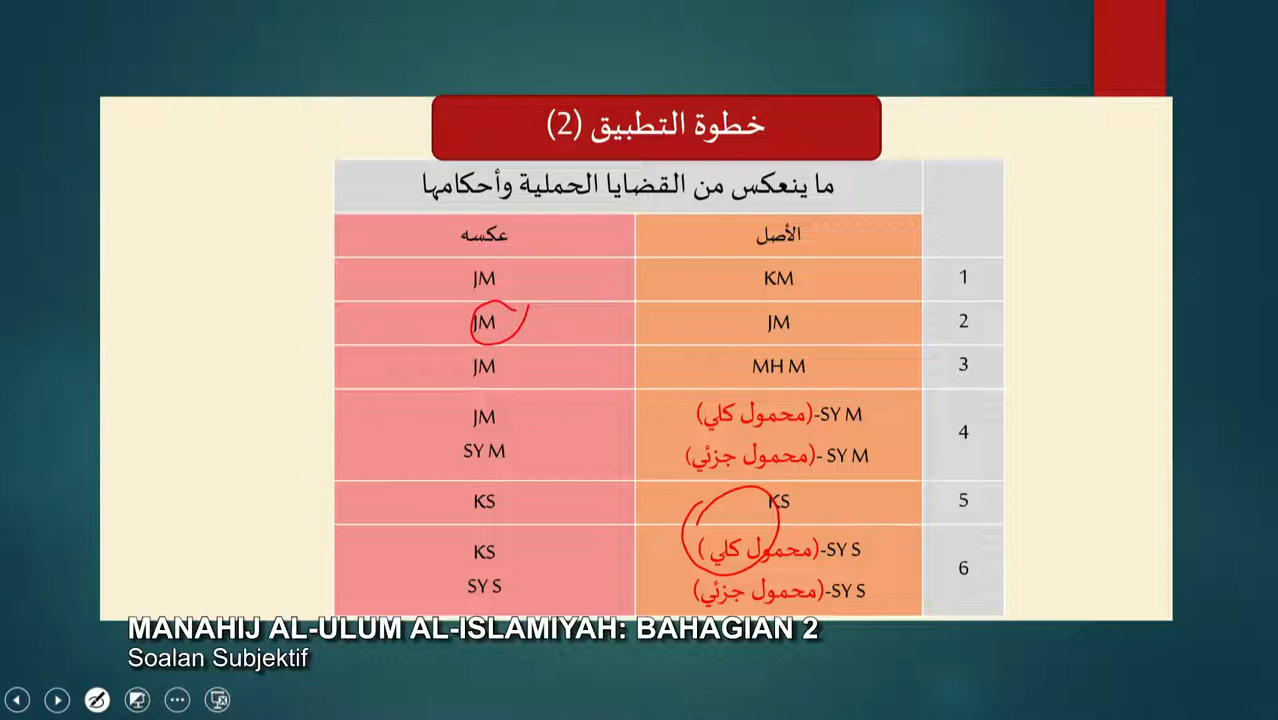 خطوة التطبيق (2)
ما ينعكس من القضايا الحملية وأحكامها
الأصل عكسه
1 KM JM
2 JM JM
3 MH M JM
4 SY M-(محمول كلي) JM
SY M -(محمول جزئي) SY M
5 KS KS
6 SY S-(محمول كلي ) KS
SY S-(محمول جزئي) SY S
MANAHIJ AL-ULUM AL-ISLAMIYAH: BAHAGIAN 2
Soalan Subjektif